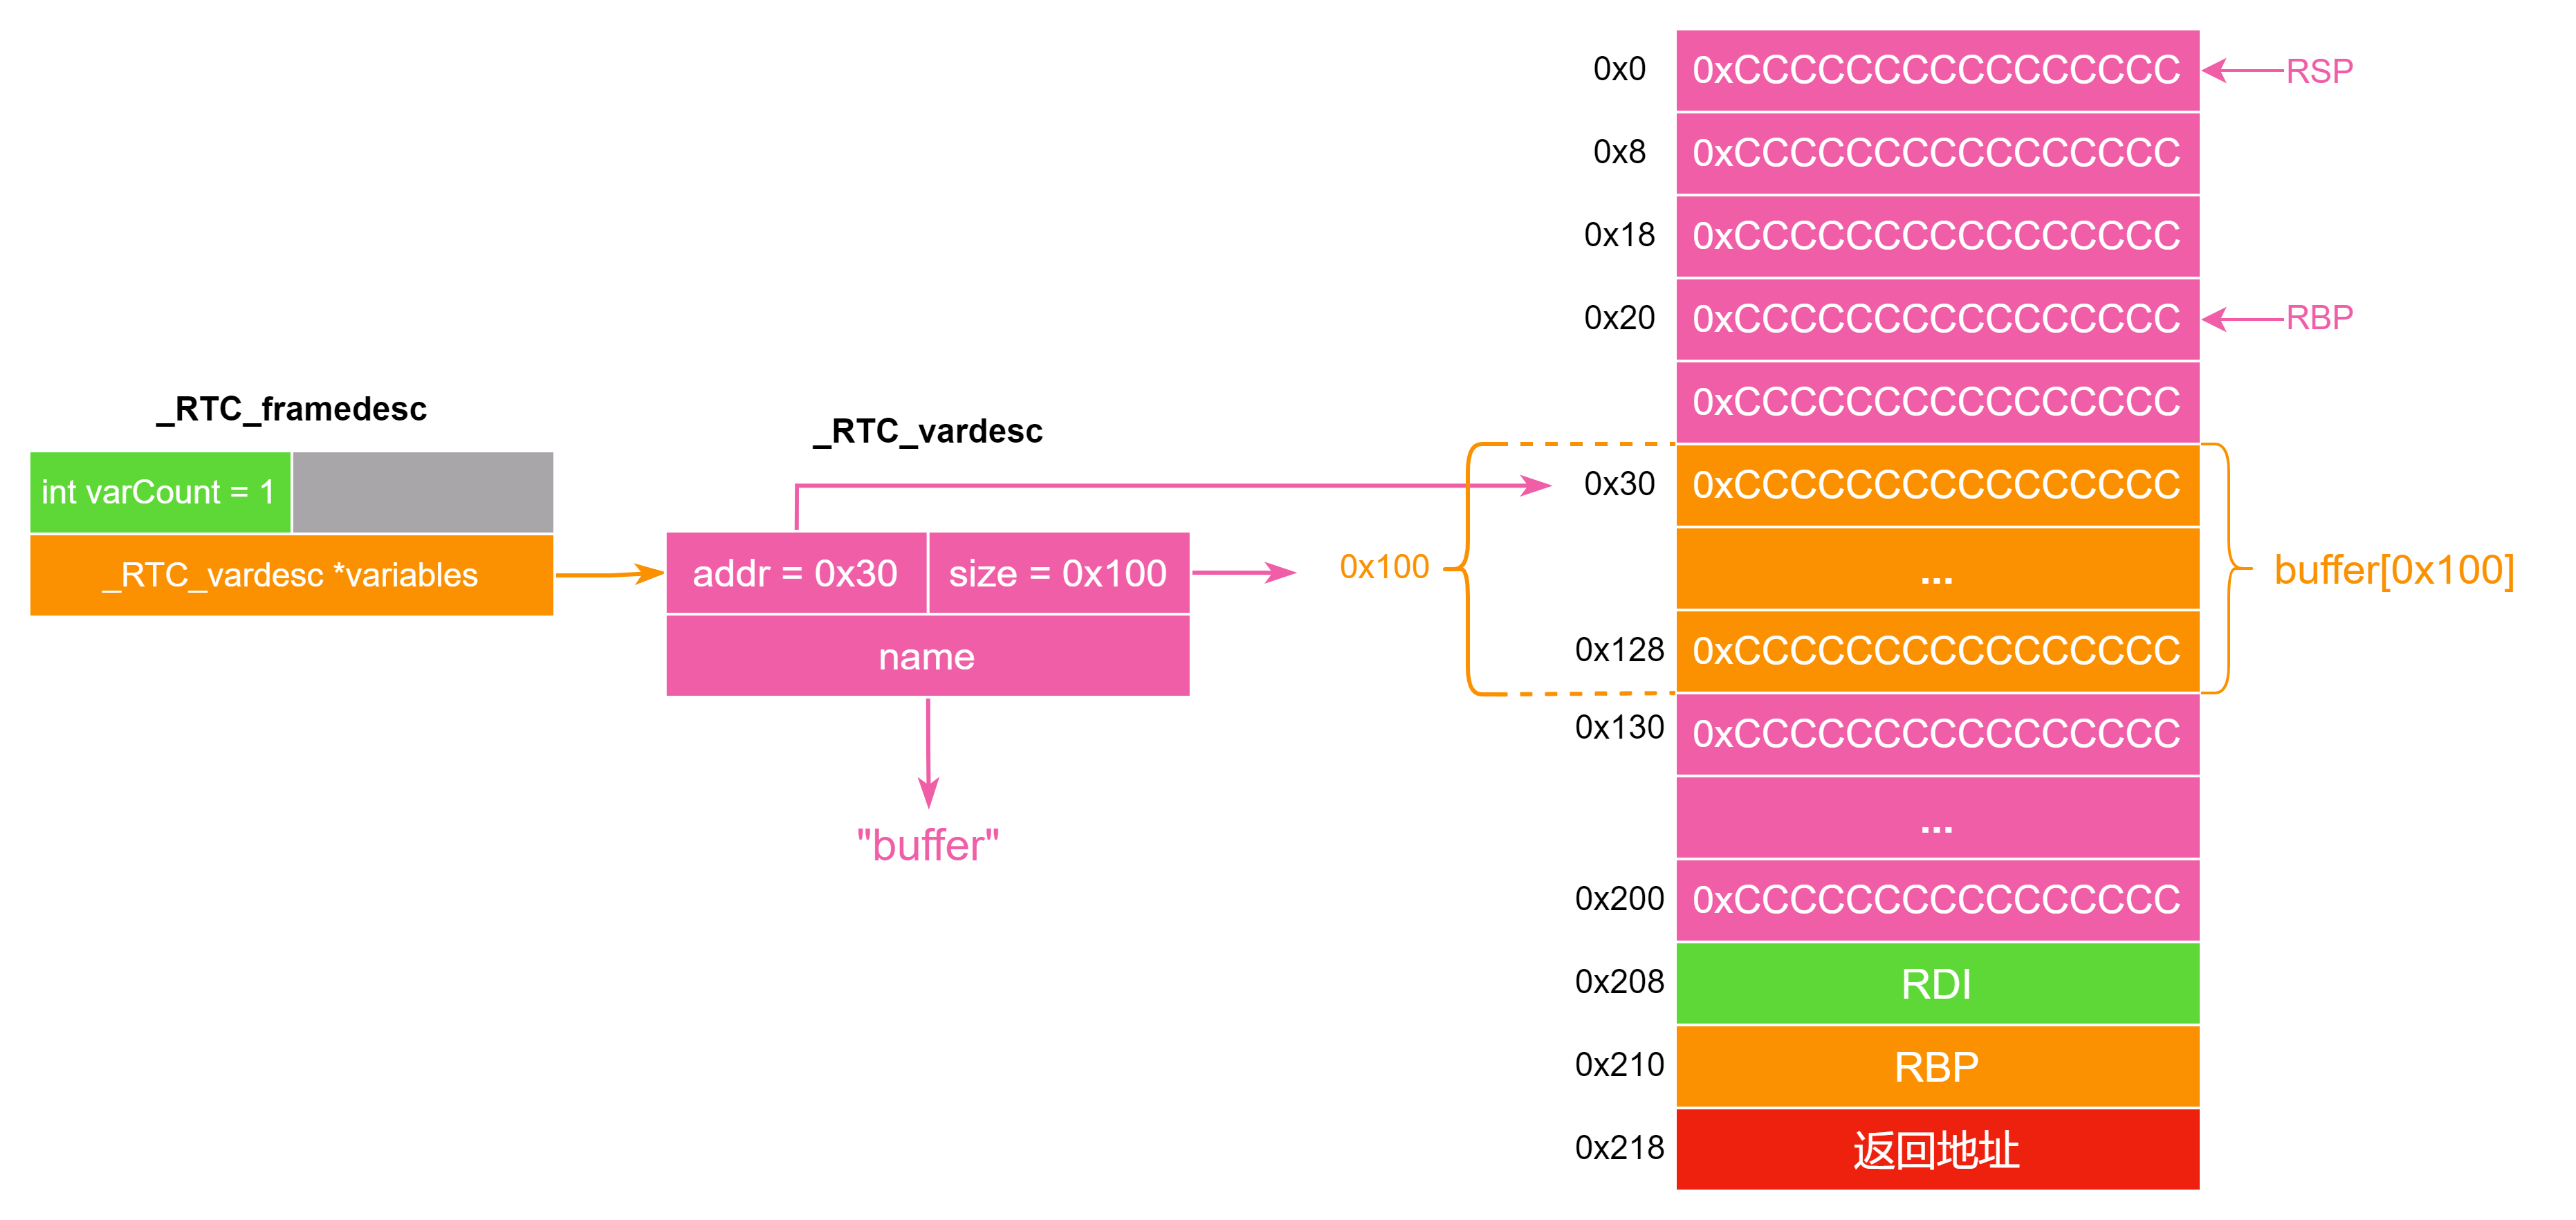 _RTC_framedesc
int varCount = 1
_RTC_vardesc *variables
_RTC_vardesc
addr = 0x30
size = 0x100
name
"buffer"
0x100
0x0
0xCCCCCCCCCCCCCCCC
RSP
0x8
0xCCCCCCCCCCCCCCCC
0x18
0xCCCCCCCCCCCCCCCC
0x20
0xCCCCCCCCCCCCCCCC
RBP
0xCCCCCCCCCCCCCCCC
0x30
0xCCCCCCCCCCCCCCCC
...
buffer[0x100]
0x128
0xCCCCCCCCCCCCCCCC
0x130
0xCCCCCCCCCCCCCCCC
...
0x200
0xCCCCCCCCCCCCCCCC
0x208
RDI
0x210
RBP
0x218
返回地址